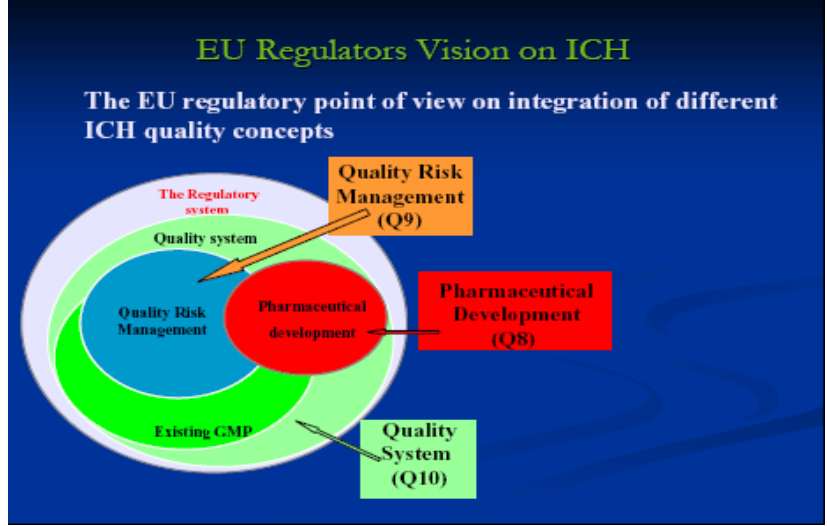 EU Regulators Vision on ICH
The EU regulatory point of view on integration of different
ICH quality concepts
Quality Risk
Management
(Q9)
The Regulatory
system
Quality system
Quality Risk
Management
Pharmaceutical
development
Pharmaceutical
Development
(Q8)
Existing GMP
Quality
System
(Q10)